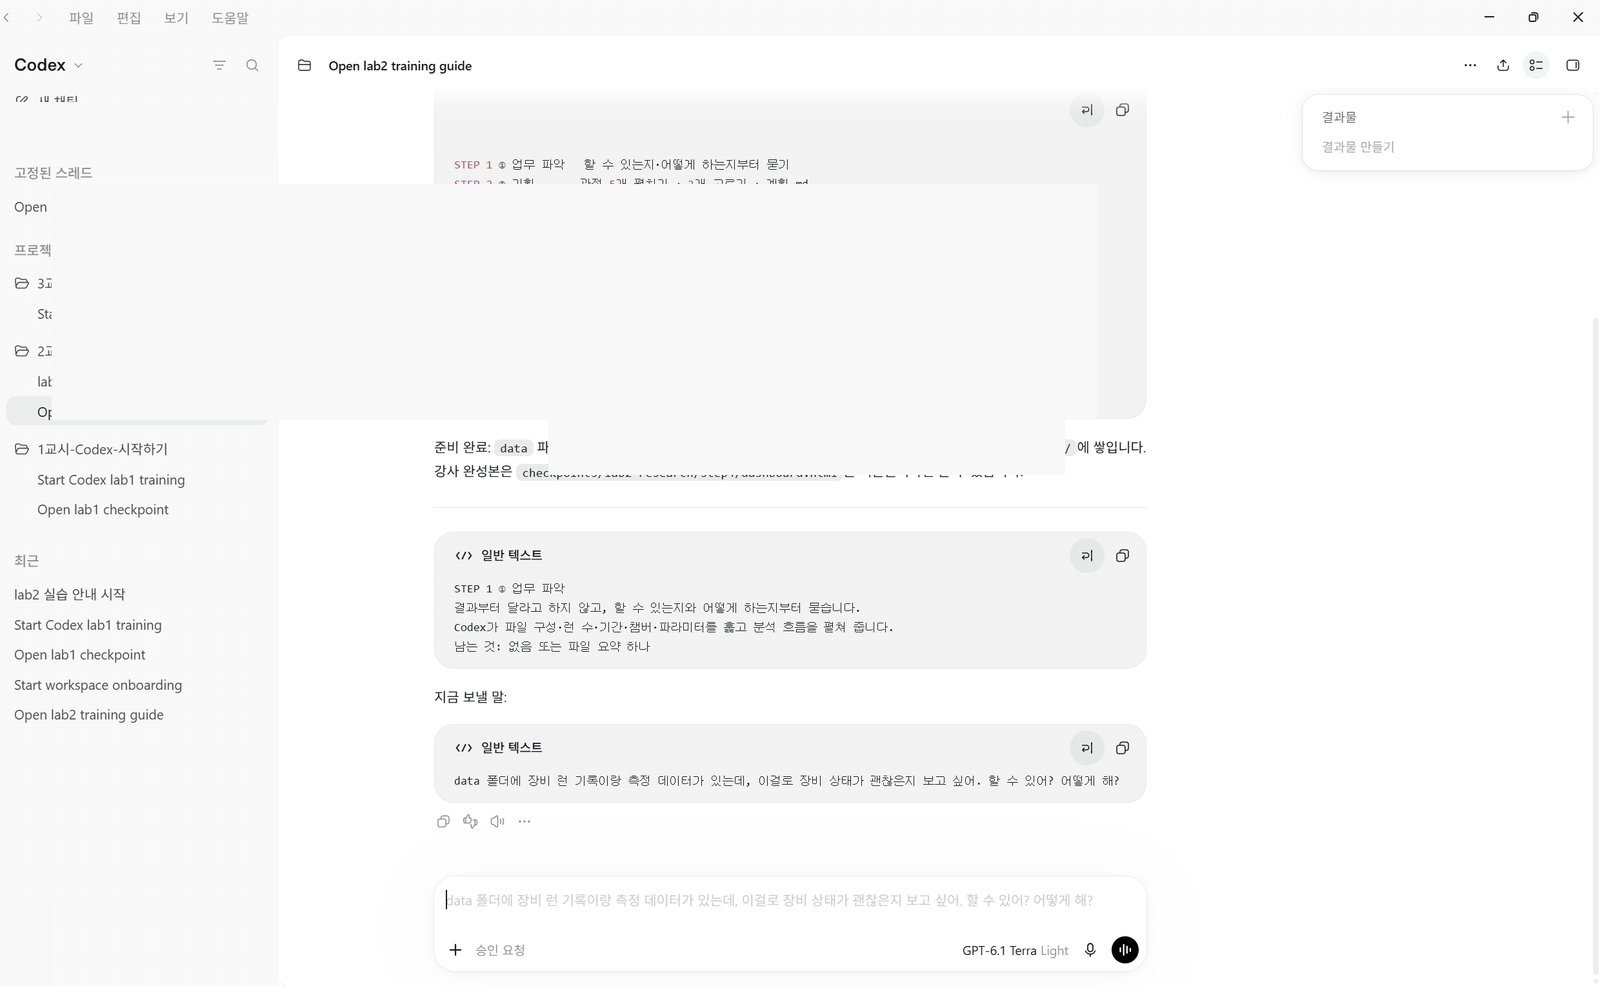 파일 편집 보기 도움말
Codex
새 채팅
고정된 스레드
Open
프로젝
3교
Sta
2교
lab
Op
1교시-Codex-시작하기
Start Codex lab1 training
Open lab1 checkpoint
최근
lab2 실습 안내 시작
Start Codex lab1 training
Open lab1 checkpoint
Start workspace onboarding
Open lab2 training guide
Open lab2 training guide
STEP 1 ① 업무 파악 할 수 있는지·어떻게 하는지부터 묻기
준비 완료: data 파
/ 에 쌓입니다.
강사 완성본은
</> 일반 텍스트
STEP 1 ① 업무 파악
결과부터 달라고 하지 않고, 할 수 있는지와 어떻게 하는지부터 묻습니다.
Codex가 파일 구성·런 수·기간·챔버·파라미터를 훑고 분석 흐름을 펼쳐 줍니다.
남는 것: 없음 또는 파일 요약 하나
지금 보낼 말:
</> 일반 텍스트
data 폴더에 장비 런 기록이랑 측정 데이터가 있는데, 이걸로 장비 상태가 괜찮은지 보고 싶어. 할 수 있어? 어떻게 해?
data 폴더에 장비 런 기록이랑 측정 데이터가 있는데, 이걸로 장비 상태가 괜찮은지 보고 싶어. 할 수 있어? 어떻게 해?
승인 요청
GPT-6.1 Terra Light
결과물
결과물 만들기